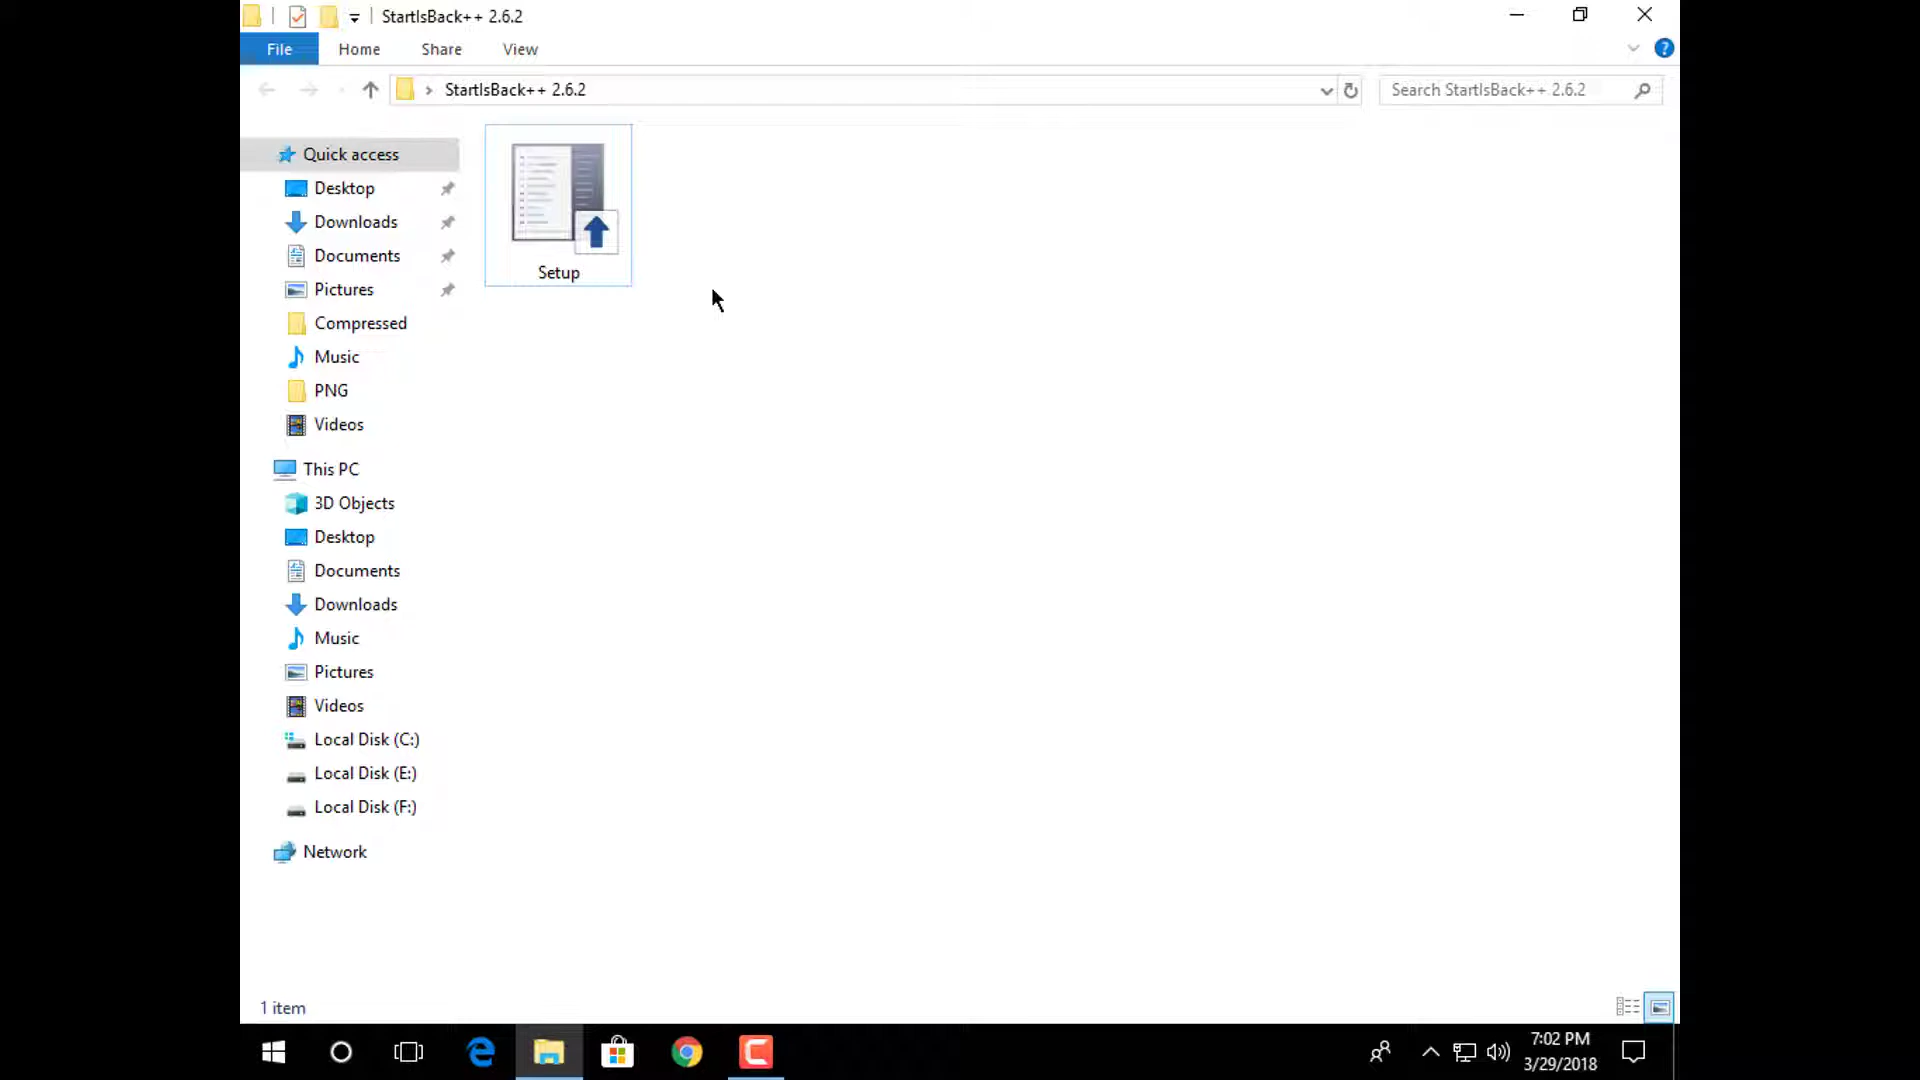 StartIsBack++ 2.6.2
File Home Share View
StartIsBack++ 2.6.2
Search StartIsBack++ 2.6.2
Quick access
Desktop
Downloads
Documents
Pictures
Compressed
Music
PNG
Videos
This PC
3D Objects
Desktop
Documents
Downloads
Music
Pictures
Videos
Local Disk (C:)
Local Disk (E:)
Local Disk (F:)
Network
Setup
1 item
7:02 PM
3/29/2018